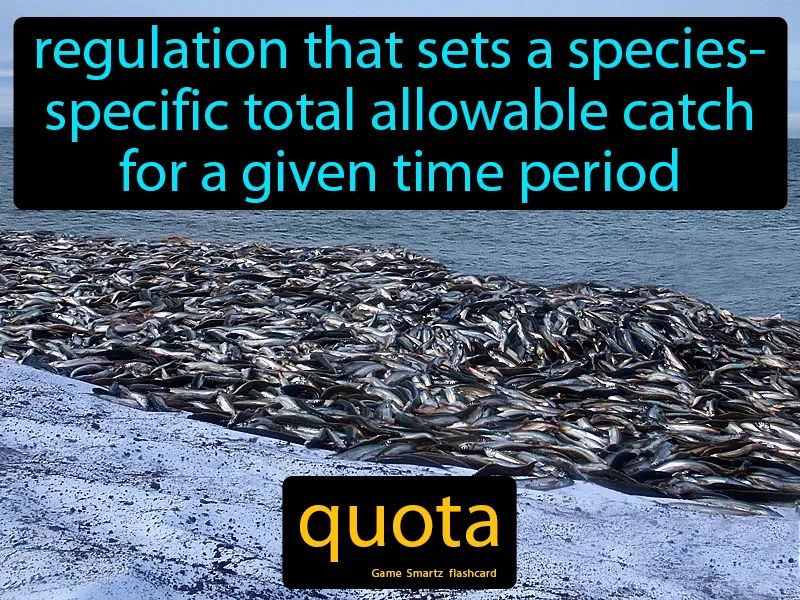 regulation that sets a species-
specific total allowable catch
for a given time period
quota
Game Smartz flashcard